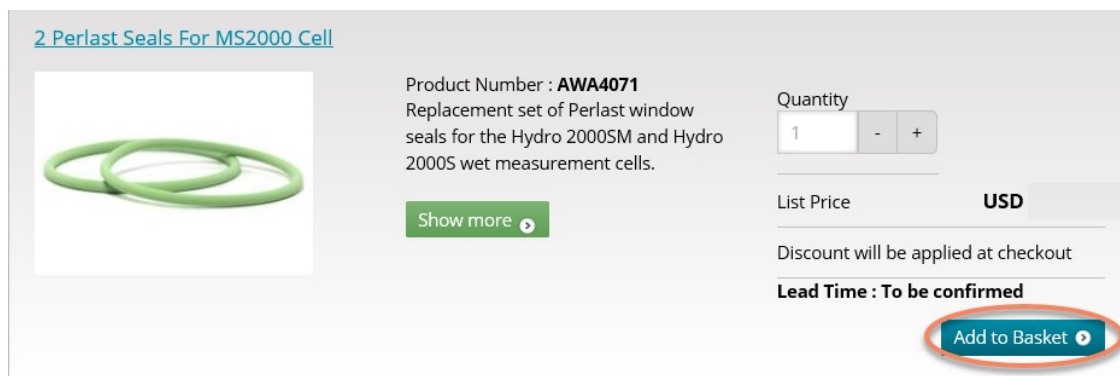 2 Perlast Seals For MS2000 Cell
Product Number : AWA4071
Replacement set of Perlast window
seals for the Hydro 2000SM and Hydro
2000S wet measurement cells.
Show more
Quantity
1 - +
List Price USD
Discount will be applied at checkout
Lead Time : To be confirmed
Add to Basket